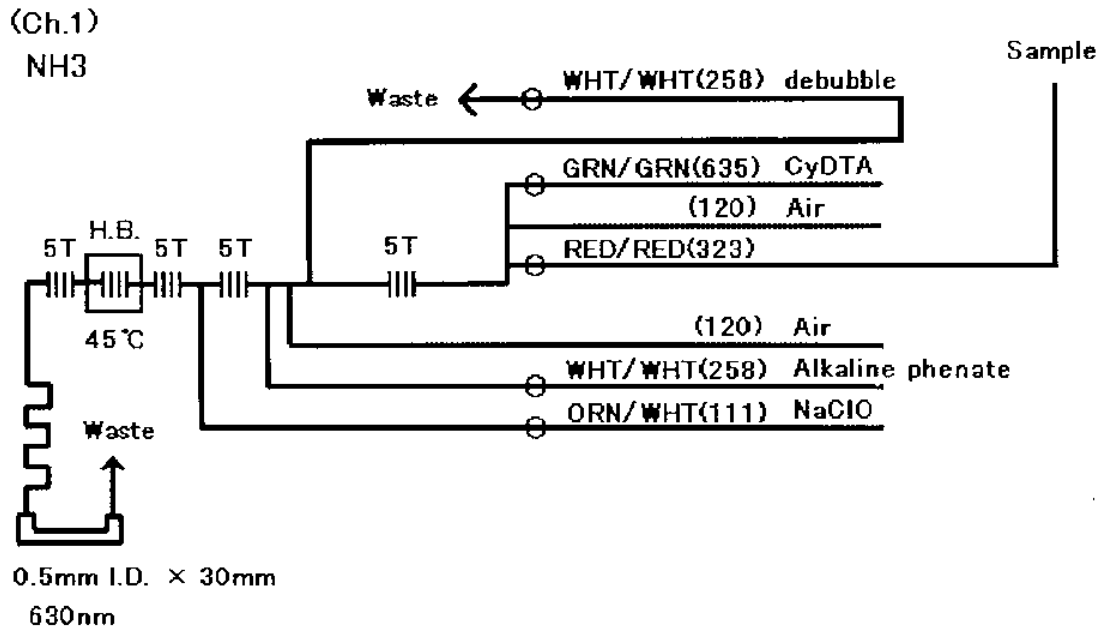 (Ch.1)
NH3
Sample
WHT/WHT(258) debubble
Waste
GRN/GRN(635) CyDTA
(120) Air
RED/RED(323)
H.B.
5T 5T 5T 5T
45℃
(120) Air
WHT/WHT(258) Alkaline phenate
ORN/WHT(111) NaClO
Waste
0.5mm I.D. × 30mm
630nm